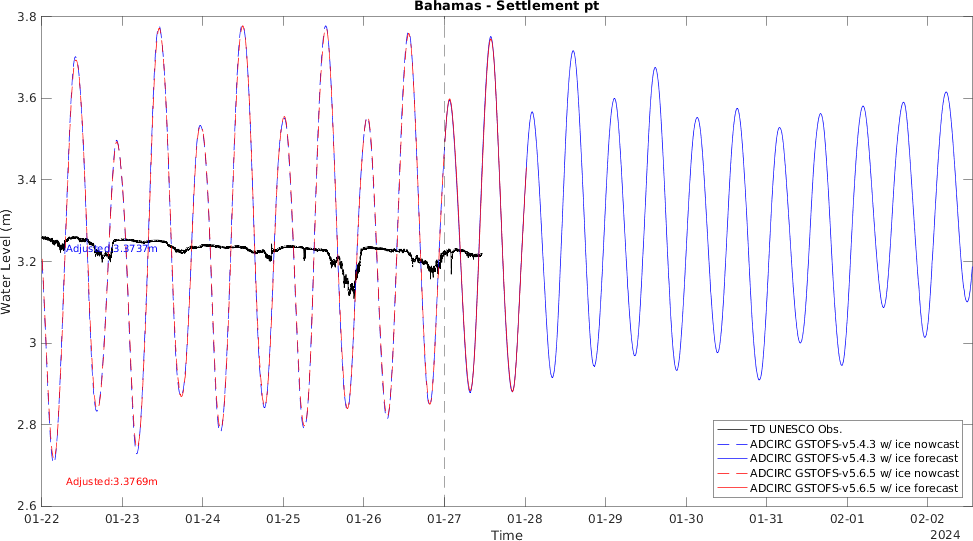 Bahamas - Settlement pt
3.8
3.6
3.4
3.2
3
2.8
2.6
Water Level (m)
Adjusted:3.3737m
Adjusted:3.3769m
TD UNESCO Obs.
ADCIRC GSTOFS-v5.4.3 w/ ice nowcast
ADCIRC GSTOFS-v5.4.3 w/ ice forecast
ADCIRC GSTOFS-v5.6.5 w/ ice nowcast
ADCIRC GSTOFS-v5.6.5 w/ ice forecast
01-22 01-23 01-24 01-25 01-26 01-27 01-28 01-29 01-30 01-31 02-01 02-02
Time
2024